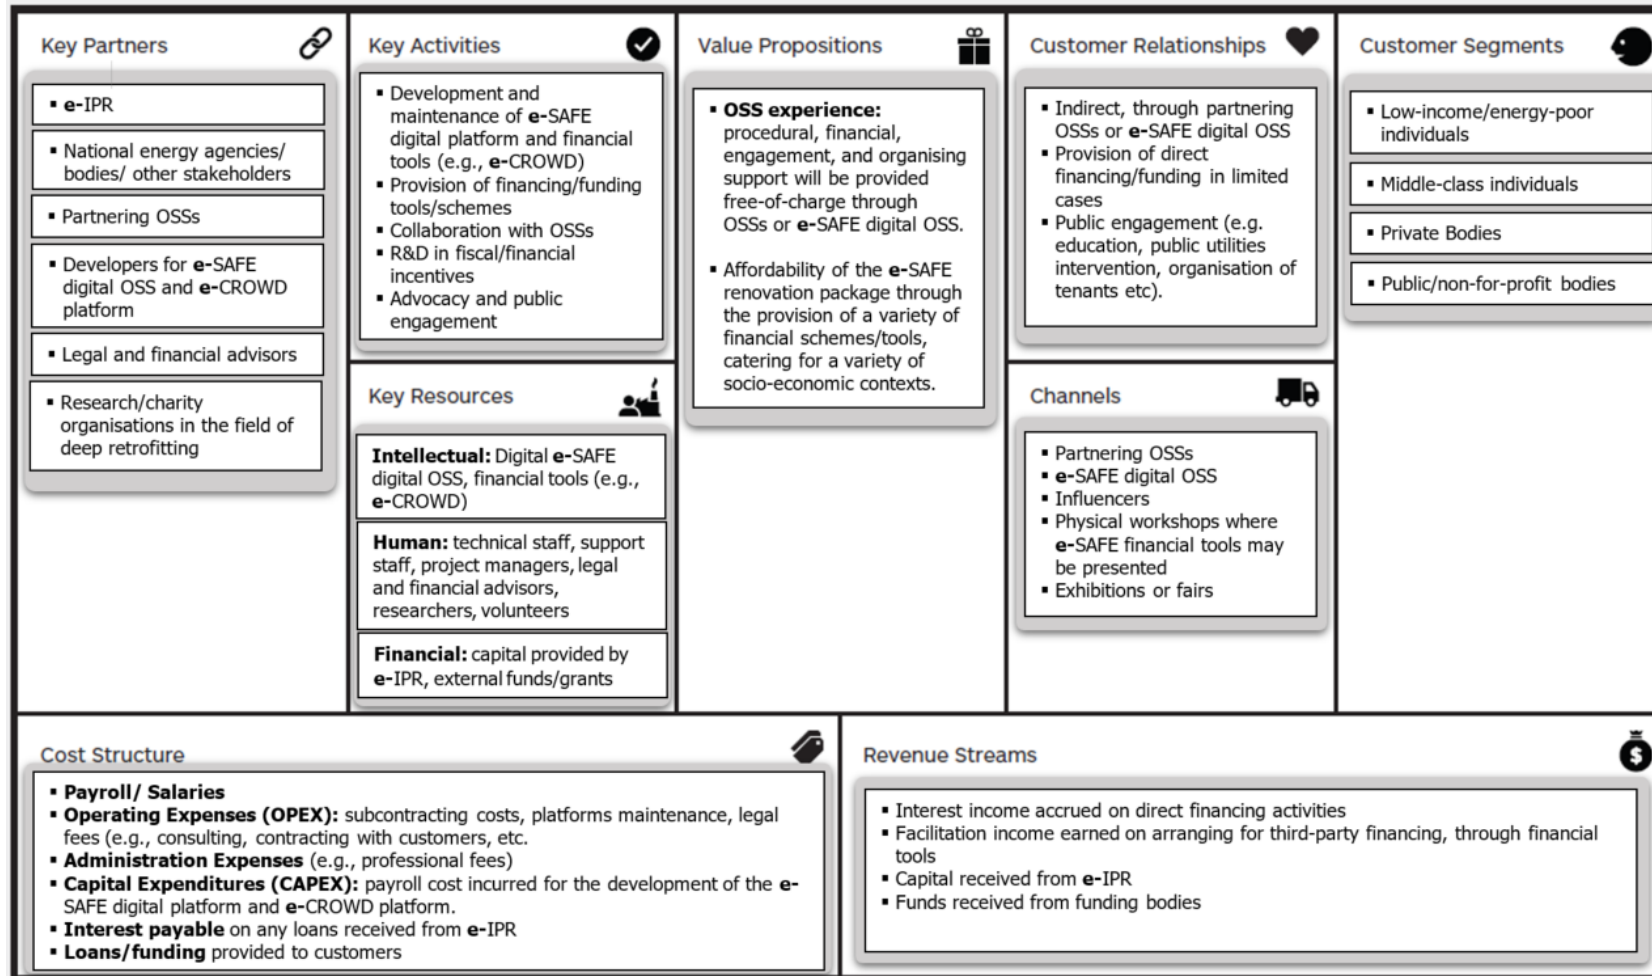 Key Partners
▪ e-IPR
▪ National energy agencies/
bodies/ other stakeholders
▪ Partnering OSSs
▪ Developers for e-SAFE
digital OSS and e-CROWD
platform
▪ Legal and financial advisors
▪ Research/charity
organisations in the field of
deep retrofitting
Key Activities
▪ Development and
maintenance of e-SAFE
digital platform and financial
tools (e.g., e-CROWD)
▪ Provision of financing/funding
tools/schemes
▪ Collaboration with OSSs
▪ R&D in fiscal/financial
incentives
▪ Advocacy and public
engagement
Key Resources
Intellectual: Digital e-SAFE
digital OSS, financial tools (e.g.,
e-CROWD)
Human: technical staff, support
staff, project managers, legal
and financial advisors,
researchers, volunteers
Financial: capital provided by
e-IPR, external funds/grants
Value Propositions
▪ OSS experience:
procedural, financial,
engagement, and organising
support will be provided
free-of-charge through
OSSs or e-SAFE digital OSS.
▪ Affordability of the e-SAFE
renovation package through
the provision of a variety of
financial schemes/tools,
catering for a variety of
socio-economic contexts.
Customer Relationships
▪ Indirect, through partnering
OSSs or e-SAFE digital OSS
▪ Provision of direct
financing/funding in limited
cases
▪ Public engagement (e.g.
education, public utilities
intervention, organisation of
tenants etc).
Channels
▪ Partnering OSSs
▪ e-SAFE digital OSS
▪ Influencers
▪ Physical workshops where
e-SAFE financial tools may
be presented
▪ Exhibitions or fairs
Customer Segments
▪ Low-income/energy-poor
individuals
▪ Middle-class individuals
▪ Private Bodies
▪ Public/non-for-profit bodies
Cost Structure
▪ Payroll/ Salaries
▪ Operating Expenses (OPEX): subcontracting costs, platforms maintenance, legal
fees (e.g., consulting, contracting with customers, etc.
▪ Administration Expenses (e.g., professional fees)
▪ Capital Expenditures (CAPEX): payroll cost incurred for the development of the e-
SAFE digital platform and e-CROWD platform.
▪ Interest payable on any loans received from e-IPR
▪ Loans/funding provided to customers
Revenue Streams
$
▪ Interest income accrued on direct financing activities
▪ Facilitation income earned on arranging for third-party financing, through financial
tools
▪ Capital received from e-IPR
▪ Funds received from funding bodies